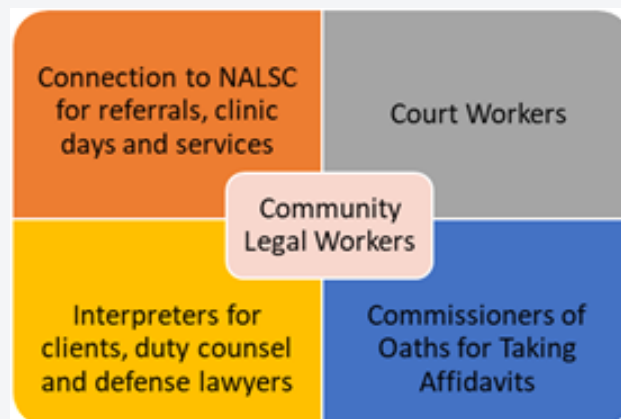 Connection to NALSC
for referrals, clinic
days and services
Court Workers
Community
Legal Workers
Interpreters for
clients, duty counsel
and defense lawyers
Commissioners of
Oaths for Taking
Affidavits